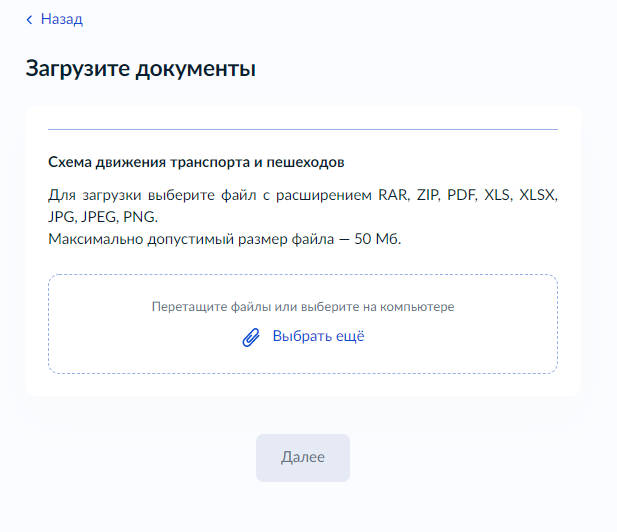 Назад
Загрузите документы
Схема движения транспорта и пешеходов
Для загрузки выберите файл с расширением RAR, ZIP, PDF, XLS, XLSX,
JPG, JPEG, PNG.
Максимально допустимый размер файла — 50 Мб.
Перетащите файлы или выберите на компьютере
Выбрать ещё
Далее